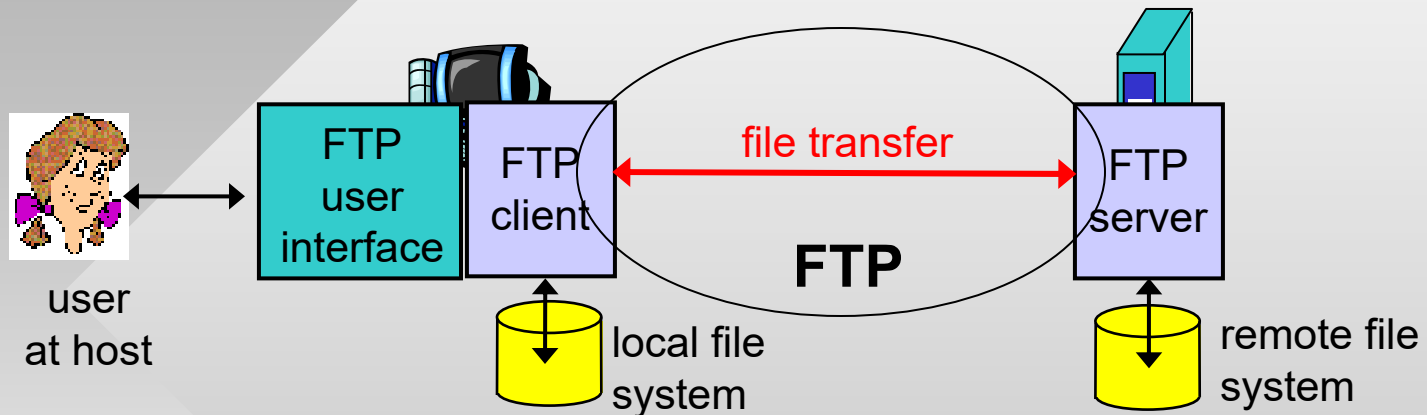 user
at host
FTP
user
interface
FTP
client
file transfer
FTP
FTP
server
local file
system
remote file
system